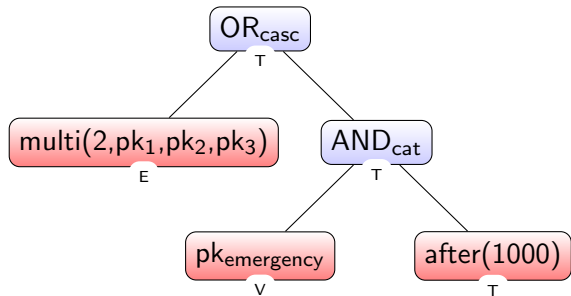 OR_casc
T
multi(2,pk_1,pk_2,pk_3)
E
AND_cat
T
pk_emergency
V
after(1000)
T